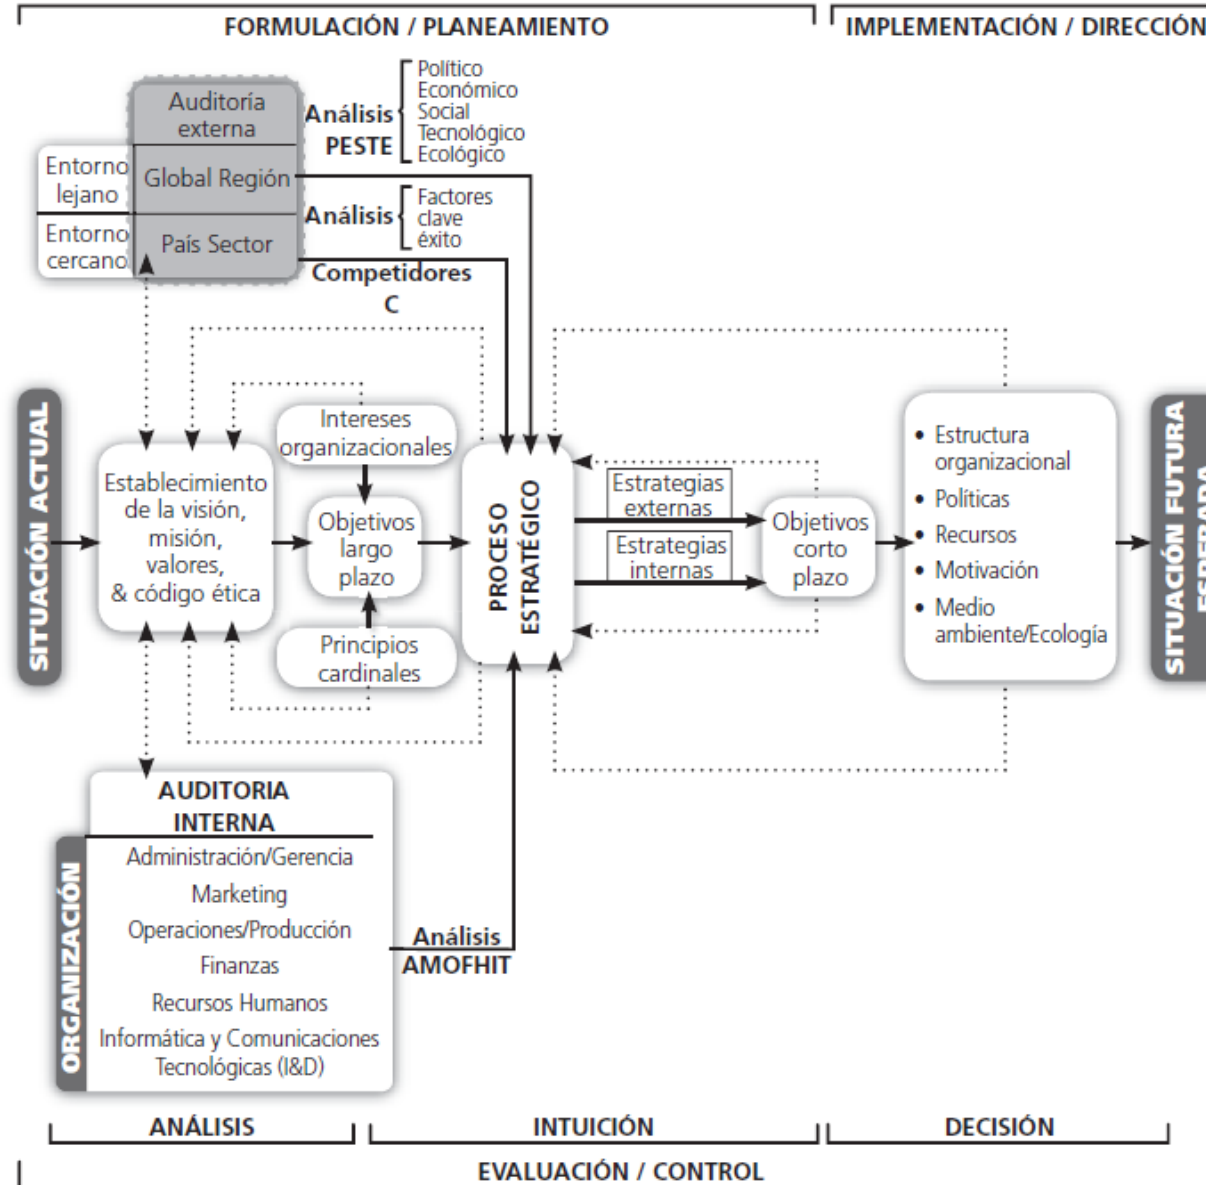 FORMULACIÓN / PLANEAMIENTO
IMPLEMENTACIÓN / DIRECCIÓN
Auditoría
externa
Análisis
PESTE
Político
Económico
Social
Tecnológico
Ecológico
Entorno
lejano
Global Región
Análisis
Factores
clave
éxito
Entorno
cercano
País Sector
Competidores
C
SITUACIÓN ACTUAL
Establecimiento
de la visión,
misión,
valores,
& código ética
Intereses
organizacionales
Objetivos
largo
plazo
Principios
cardinales
PROCESO
ESTRATÉGICO
Estrategias
externas
Estrategias
internas
Objetivos
corto
plazo
• Estructura
organizacional
• Políticas
• Recursos
• Motivación
• Medio
ambiente/Ecología
SITUACIÓN FUTURA
ESPERADA
AUDITORIA
INTERNA
ORGANIZACIÓN
Administración/Gerencia
Marketing
Operaciones/Producción
Finanzas
Recursos Humanos
Informática y Comunicaciones
Tecnológicas (I&D)
Análisis
AMOFHIT
ANÁLISIS
INTUICIÓN
DECISIÓN
EVALUACIÓN / CONTROL